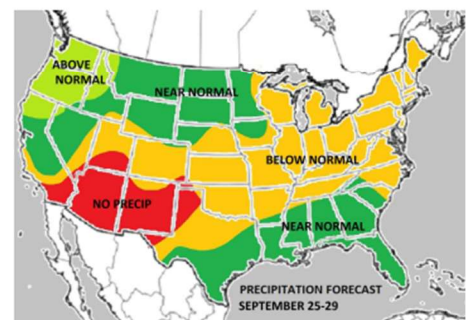 ABOVE
NORMAL
NEAR NORMAL
BELOW NORMAL
NO PRECIP
NEAR NORMAL
PRECIPITATION FORECAST
SEPTEMBER 25-29